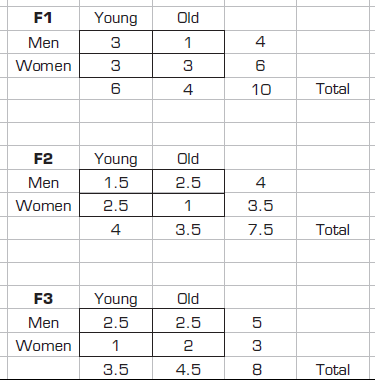 F1 Young Old
Men 3 1 4
Women 3 3 6
6 4 10 Total
F2 Young Old
Men 1.5 2.5 4
Women 2.5 1 3.5
4 3.5 7.5 Total
F3 Young Old
Men 2.5 2.5 5
Women 1 2 3
3.5 4.5 8 Total